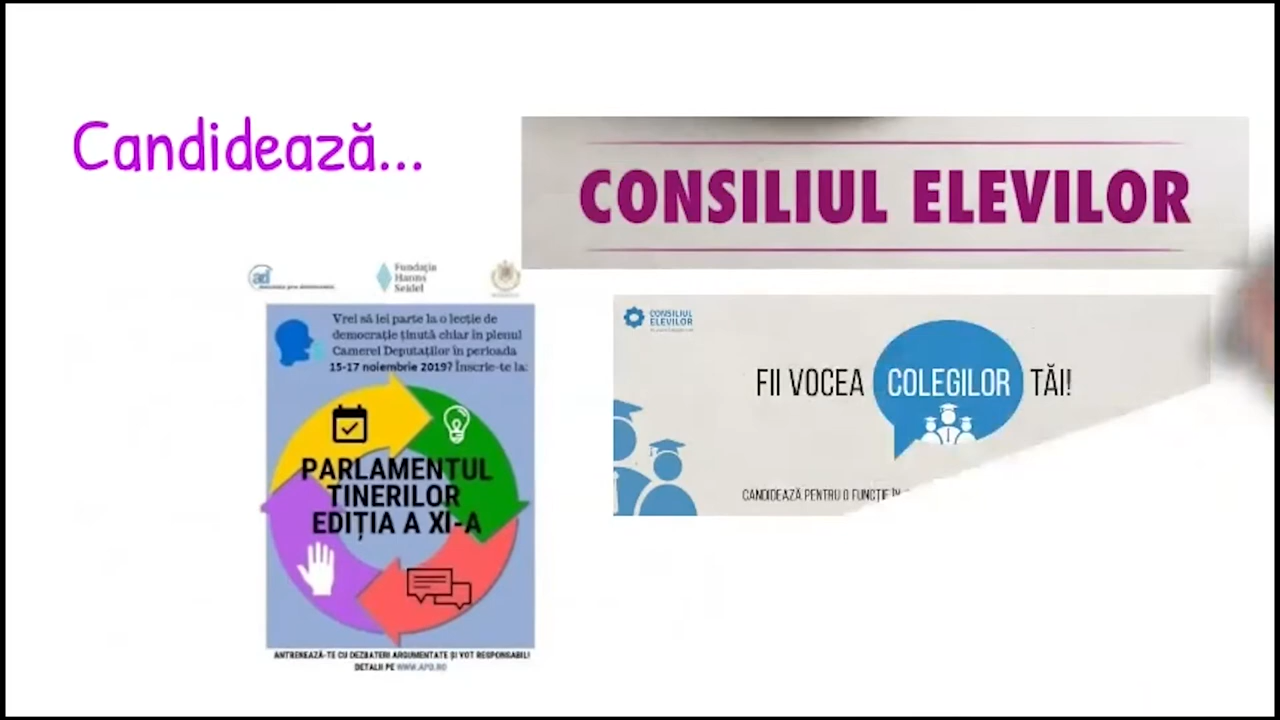 Candidează...
CONSILIUL ELEVILOR
Fundația
Hanns
Seidel
Vrei să iei parte la o lecție de
democrație ținută chiar în plenul
Camerei Deputaților în perioada
15-17 noiembrie 2019? Înscrie-te la:
PARLAMENTUL
TINERILOR
EDIȚIA A XI-A
ANTRENEAZĂ-TE CU DEZBATERI ARGUMENTATE ȘI VOT RESPONSABIL!
DETALII PE WWW.APD.RO
CONSILIUL
ELEVILOR
FII VOCEA COLEGILOR TĂI!
CANDIDEAZĂ PENTRU O FUNCȚIE ÎN